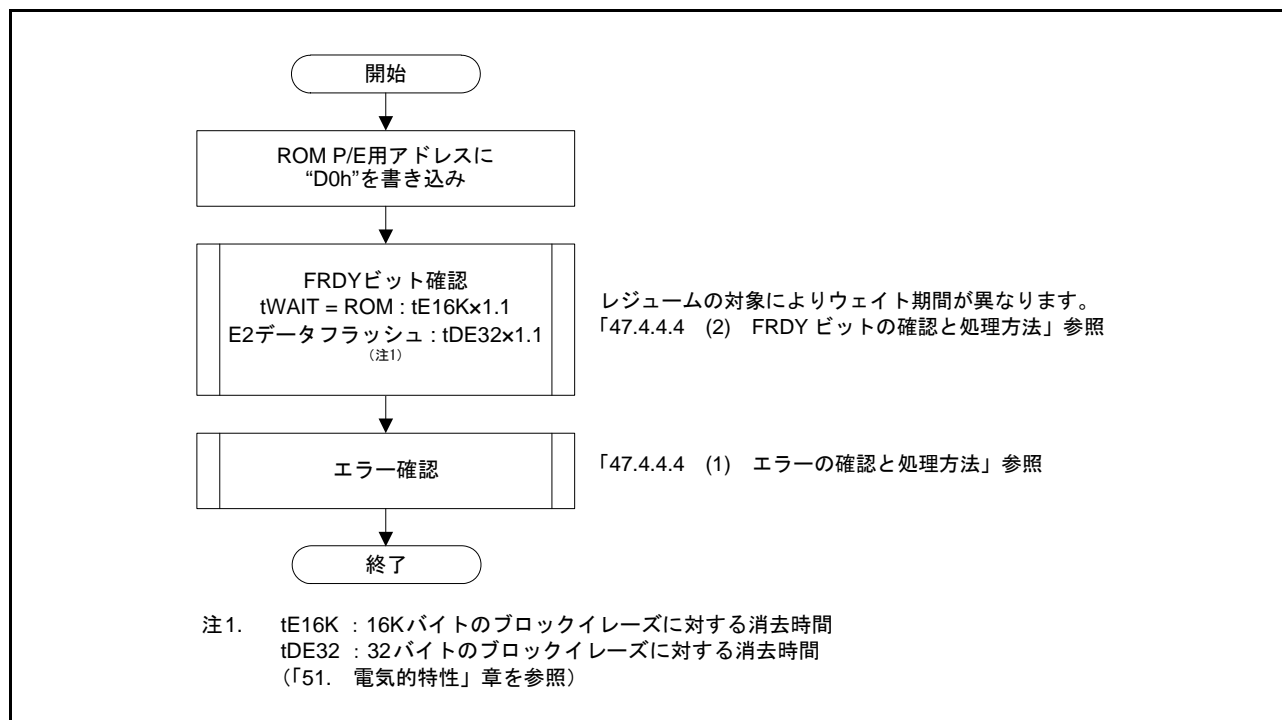 開始
ROM P/E用アドレスに
“D0h”を書き込み
FRDYビット確認
tWAIT = ROM : tE16K×1.1
E2データフラッシュ : tDE32×1.1
（注1）
レジュームの対象によりウェイト期間が異なります。
「47.4.4.4 (2) FRDY ビットの確認と処理方法」参照
エラー確認
「47.4.4.4 (1) エラーの確認と処理方法」参照
終了
注1. tE16K ：16Kバイトのブロックイレーズに対する消去時間
tDE32 ：32バイトのブロックイレーズに対する消去時間
（「51. 電気的特性」章を参照）